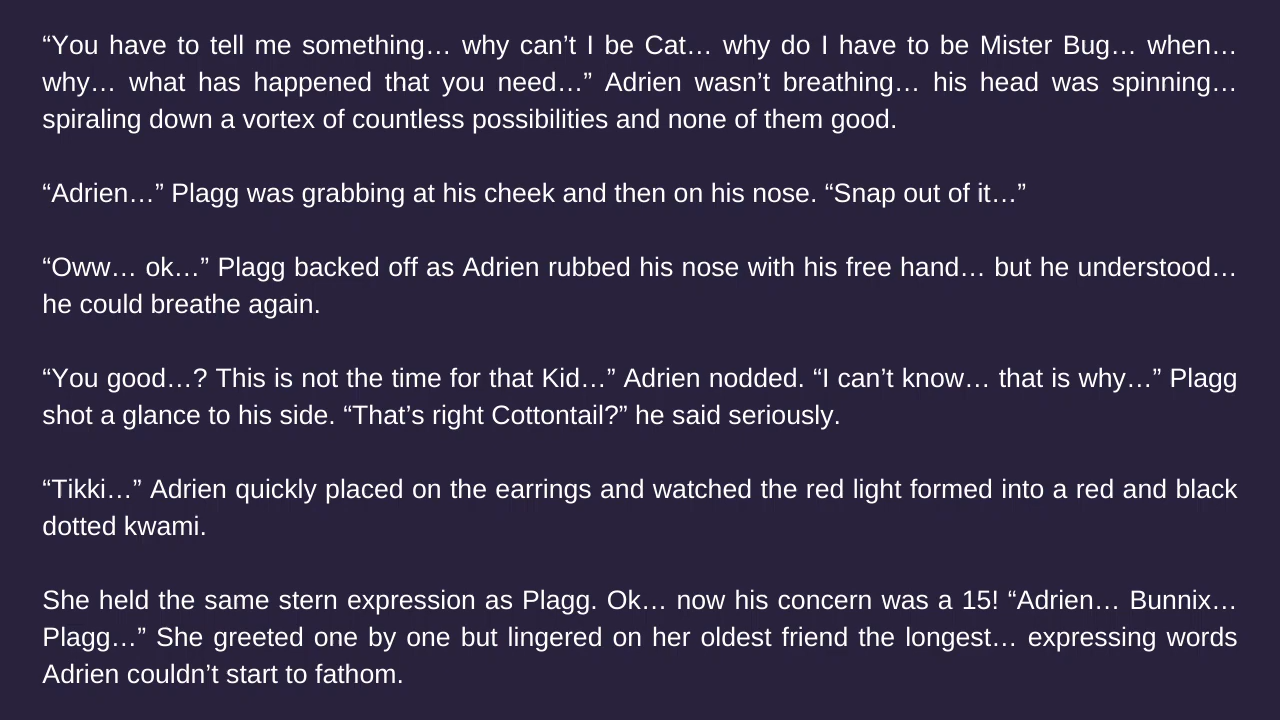 “You have to tell me something… why can’t I be Cat… why do I have to be Mister Bug… when…
why… what has happened that you need…” Adrien wasn’t breathing… his head was spinning…
spiraling down a vortex of countless possibilities and none of them good.
“Adrien…” Plagg was grabbing at his cheek and then on his nose. “Snap out of it…”
“Oww… ok…” Plagg backed off as Adrien rubbed his nose with his free hand… but he understood…
he could breathe again.
“You good…? This is not the time for that Kid…” Adrien nodded. “I can’t know… that is why…” Plagg
shot a glance to his side. “That’s right Cottontail?” he said seriously.
“Tikki…” Adrien quickly placed on the earrings and watched the red light formed into a red and black
dotted kwami.
She held the same stern expression as Plagg. Ok… now his concern was a 15! “Adrien… Bunnix…
Plagg…” She greeted one by one but lingered on her oldest friend the longest… expressing words
Adrien couldn’t start to fathom.